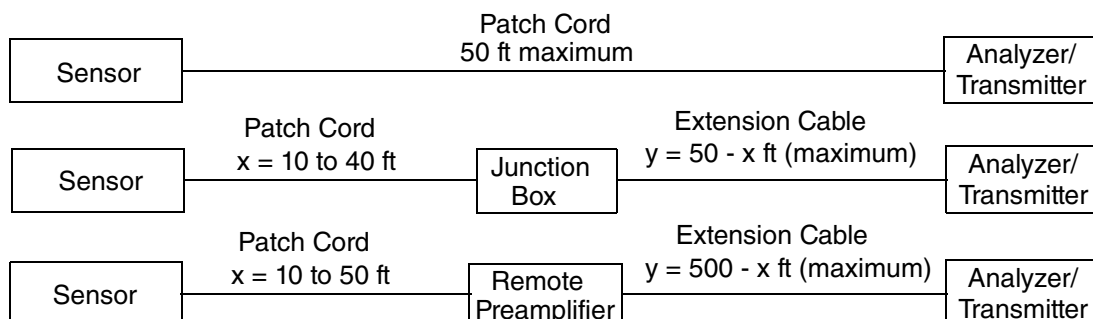 Patch Cord
50 ft maximum
Sensor
Analyzer/
Transmitter
Patch Cord
x = 10 to 40 ft
Extension Cable
y = 50 - x ft (maximum)
Sensor
Junction
Box
Analyzer/
Transmitter
Patch Cord
x = 10 to 50 ft
Extension Cable
y = 500 - x ft (maximum)
Sensor
Remote
Preamplifier
Analyzer/
Transmitter